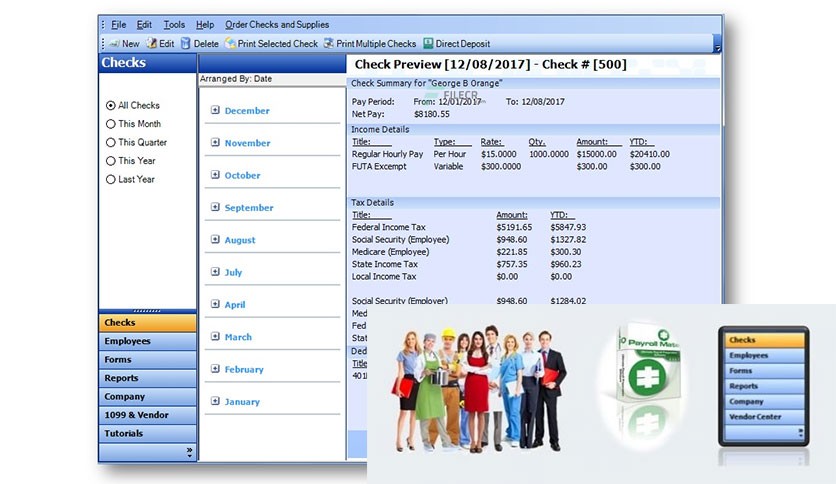 File Edit Tools Help Order Checks and Supplies
New Edit Delete Print Selected Check Print Multiple Checks Direct Deposit
Checks
All Checks
This Month
This Quarter
This Year
Last Year
Checks
Employees
Forms
Reports
Company
1099 & Vendor
Tutorials
Arranged By: Date
December
November
October
September
August
July
April
March
February
January
Check Preview [12/08/2017] - Check # [500]
Check Summary for "George B Orange"
FILECR
Pay Period: From: 12/01/2017 To: 12/08/2017
Net Pay: $8180.55
Income Details
Title: Type: Rate: Qty. Amount: YTD:
Regular Hourly Pay Per Hour $15.0000 1000.0000 $15000.00 $20410.00
FUTA Excempt Variable $300.0000 $300.00 $300.00
Tax Details
Title: Amount: YTD:
Federal Income Tax $5191.65 $5847.93
Social Security (Employee) $948.60 $1327.82
Medicare (Employee) $221.85 $300.30
State Income Tax $757.35 $960.23
Local Income Tax $0.00 $0.00
Social Security (Employer) $948.60 $1284.02
Med
Fed
Stat
Ded
Title
401
Payroll Mate
Checks
Employees
Forms
Reports
Company
Vendor Center